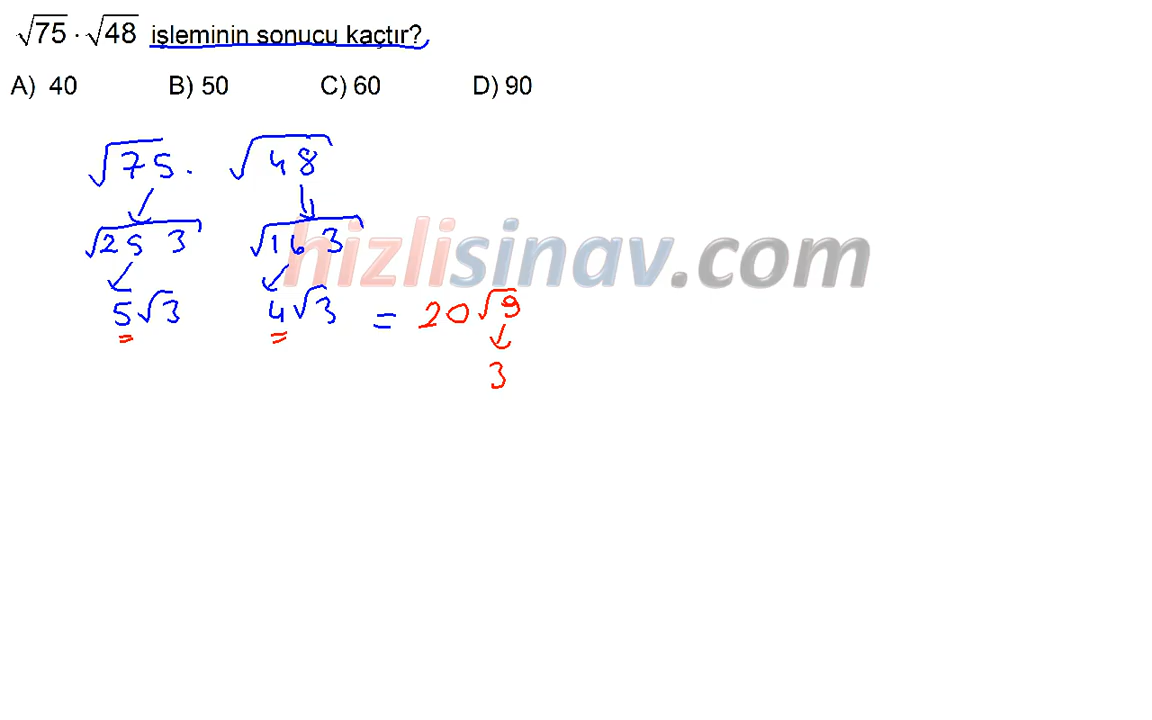 √75 · √48 işleminin sonucu kaçtır?
A) 40 B) 50 C) 60 D) 90
√75 . √48
√25 3 √16 3
hizlisinav.com
5√3 4√3 = 20√9
3